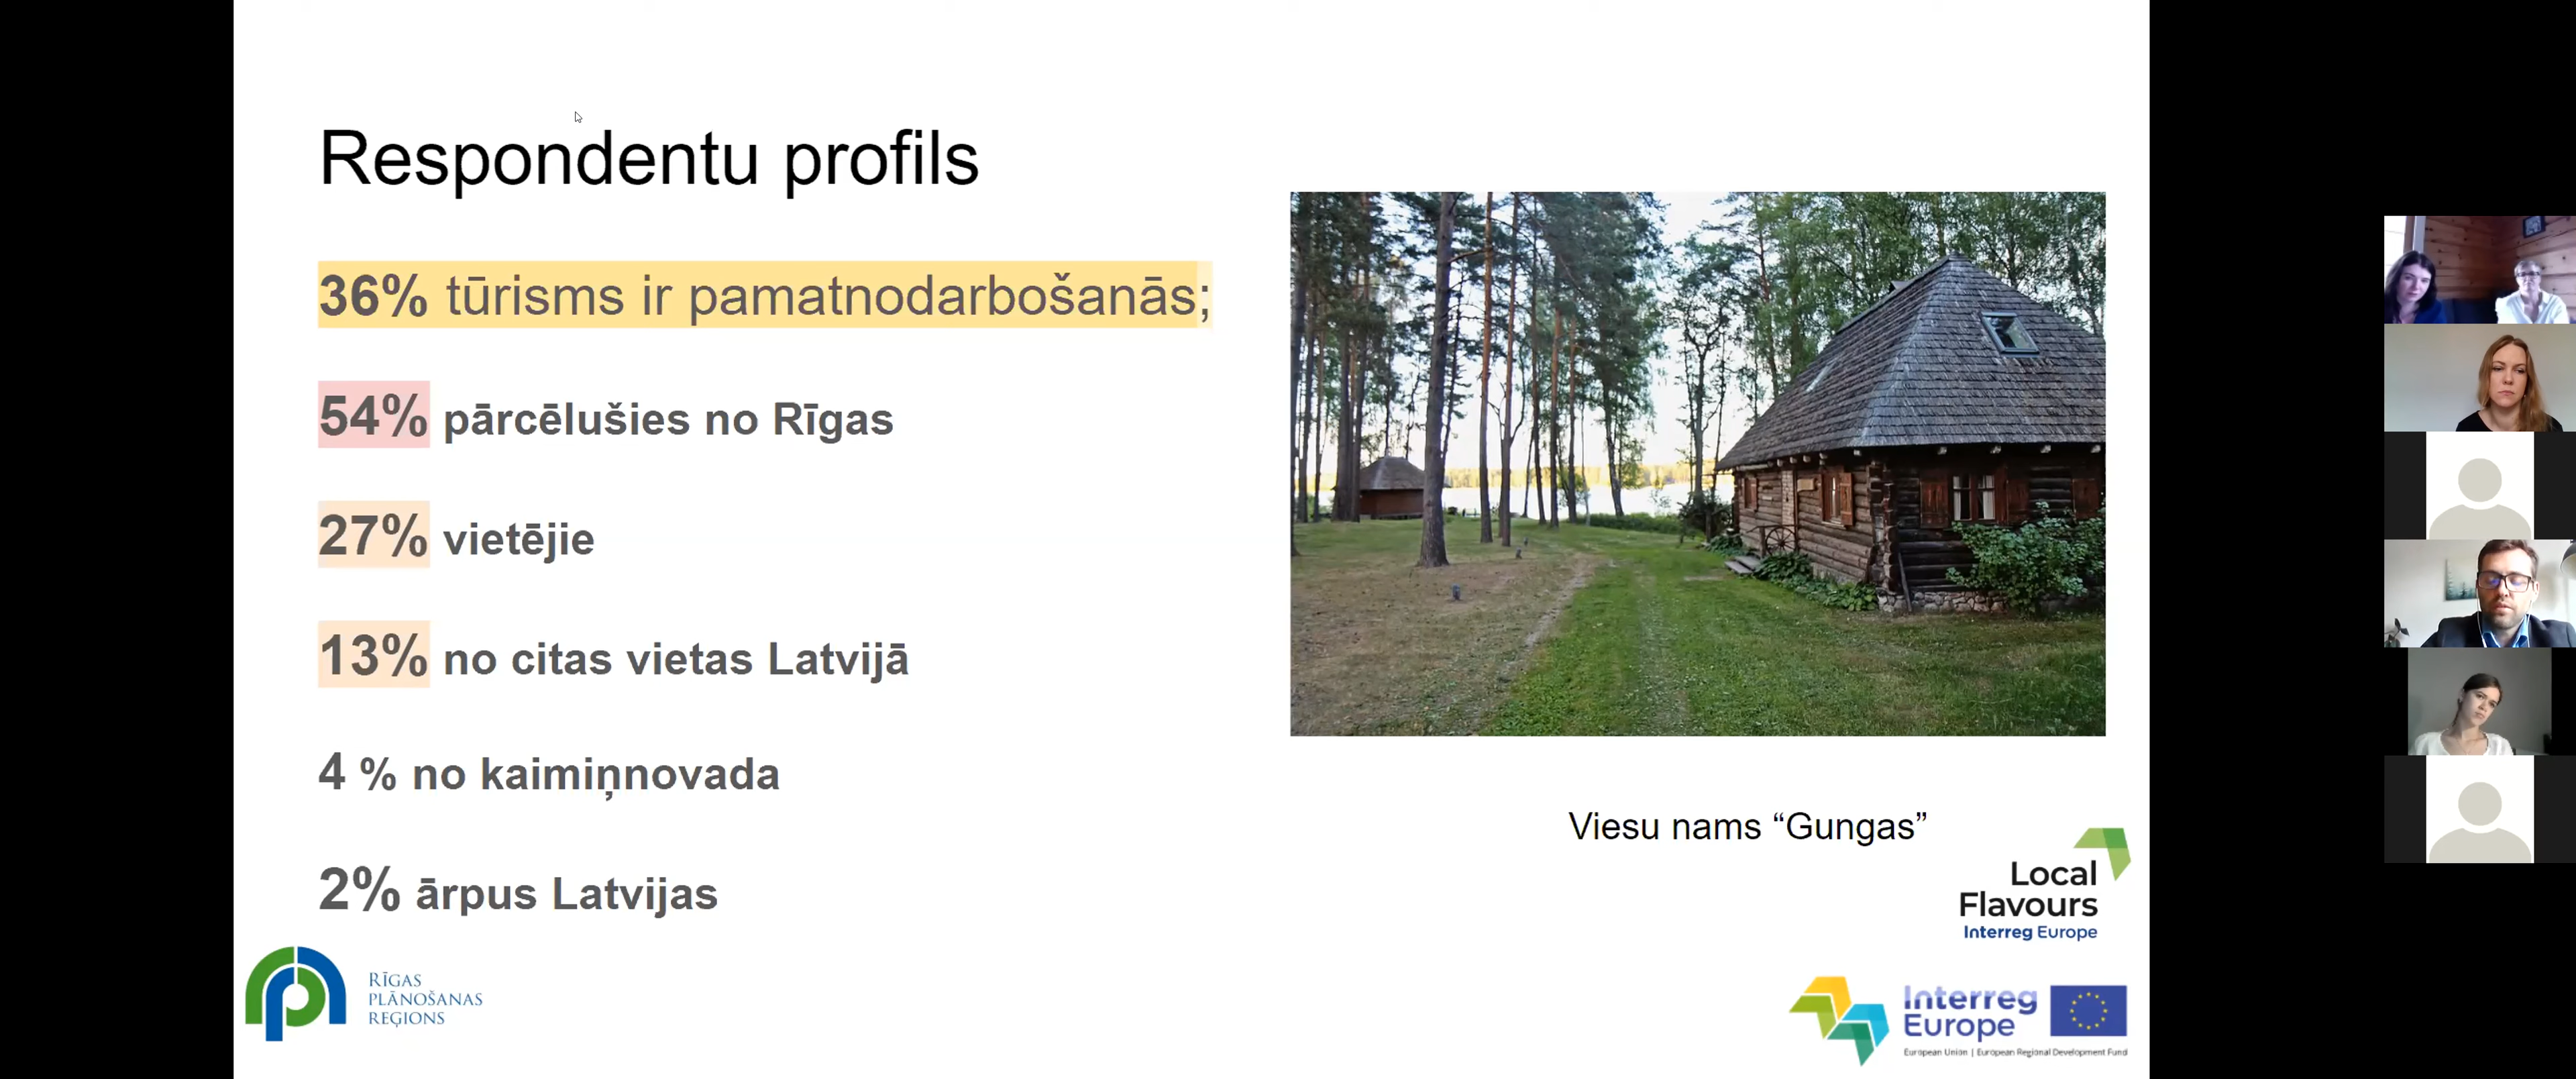 Respondentu profils
36% tūrisms ir pamatnodarbošanās;
54% pārcēlušies no Rīgas
27% vietējie
13% no citas vietas Latvijā
4 % no kaimiņnovada
2% ārpus Latvijas
Viesu nams “Gungas”
Local
Flavours
Interreg Europe
RĪGAS
PLĀNOŠANAS
REĢIONS
Interreg
Europe
European Union | European Regional Development Fund